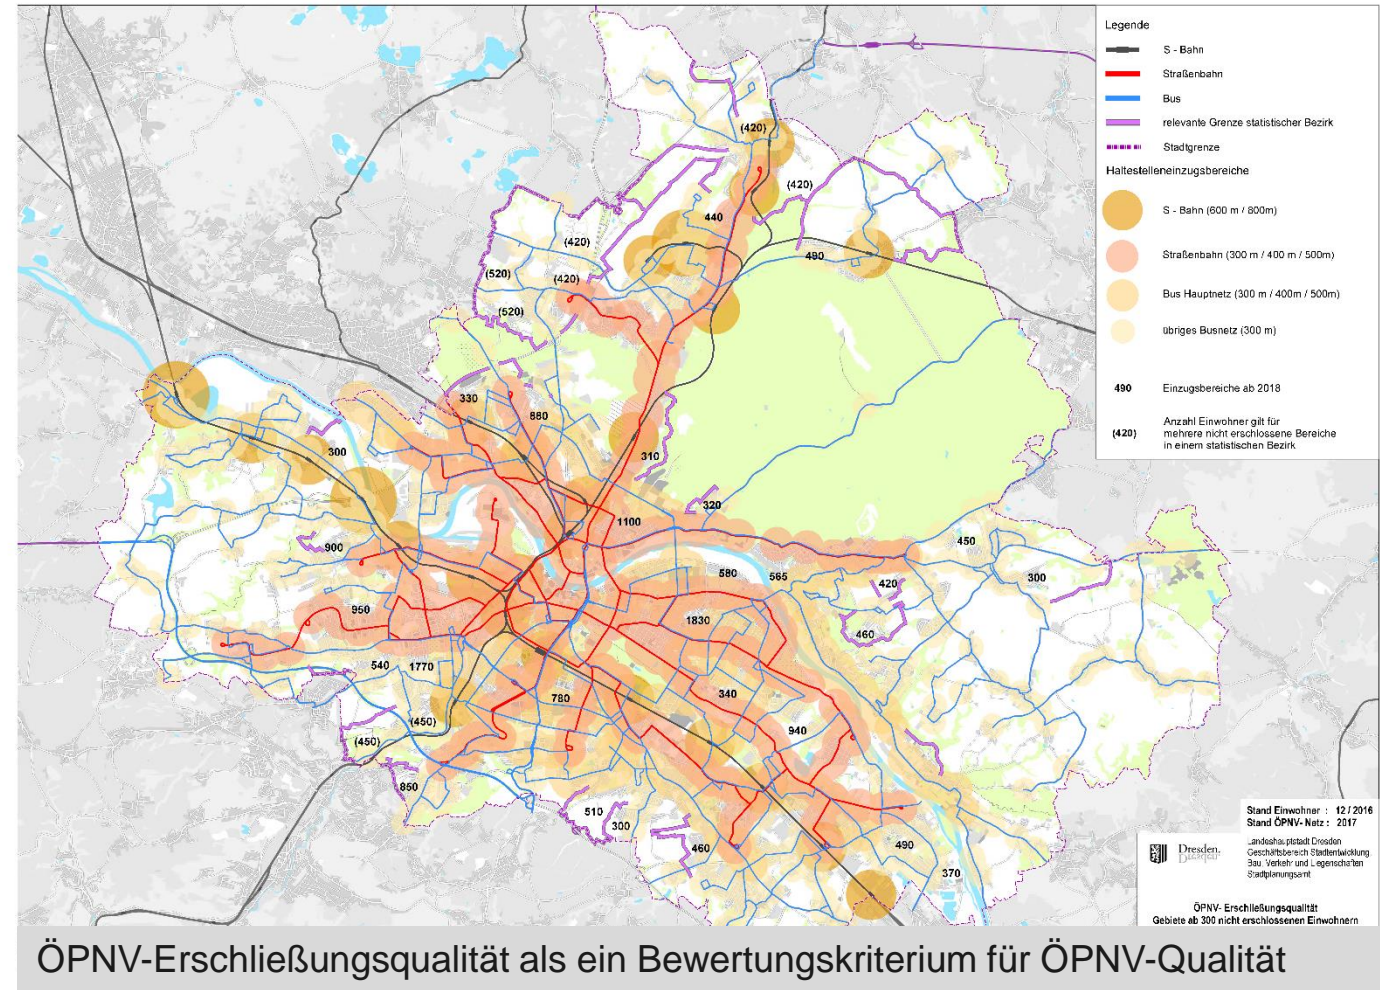 Legende
S - Bahn
Straßenbahn
Bus
relevante Grenze statistischer Bezirk
Stadtgrenze
Haltestelleneinzugsbereiche
S - Bahn (600 m / 800m)
Straßenbahn (300 m / 400 m / 500m)
Bus Hauptnetz (300 m / 400m / 500m)
übriges Busnetz (300 m)
490 Einzugsbereiche ab 2018
(420) Anzahl Einwohner gilt für
mehrere nicht erschlossene Bereiche
in einem statistischen Bezirk
(420)
(420)
440
(420)
490
(520)
(420)
(520)
330
880
300
310
320
1100
900
450
580
565
300
420
950
1830
460
540
1770
340
780
(450)
940
(450)
850
510
300
460
490
370
Stand Einwohner : 12 / 2016
Stand ÖPNV- Netz : 2017
Dresden.
Dresden
Landeshauptstadt Dresden
Geschäftsbereich Stadtentwicklung
Bau, Verkehr und Liegenschaften
Stadtplanungsamt
ÖPNV- Erschließungsqualität
Gebiete ab 300 nicht erschlossenen Einwohnern
ÖPNV-Erschließungsqualität als ein Bewertungskriterium für ÖPNV-Qualität